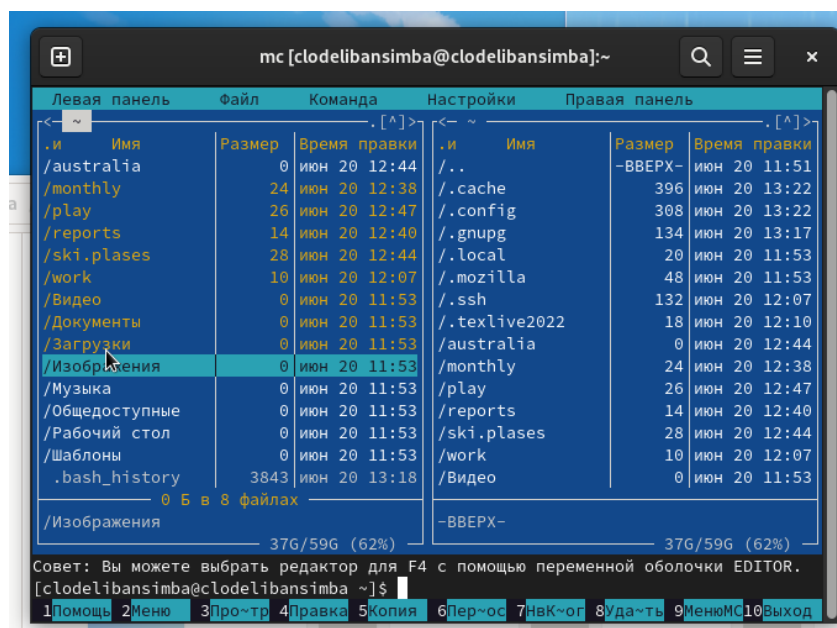 mc [clodelibansimba@clodelibansimba]:~
Левая панель Файл Команда Настройки Правая панель
<- ~ .[^]> <- ~ .[^]>
.и Имя Размер Время правки .и Имя Размер Время правки
/australia 0 июн 20 12:44 /.. -ВВЕРХ- июн 20 11:51
/monthly 24 июн 20 12:38 /.cache 396 июн 20 13:22
/play 26 июн 20 12:47 /.config 308 июн 20 13:22
/reports 14 июн 20 12:40 /.gnupg 134 июн 20 13:17
/ski.plases 28 июн 20 12:44 /.local 20 июн 20 11:53
/work 10 июн 20 12:07 /.mozilla 48 июн 20 11:53
/Видео 0 июн 20 11:53 /.ssh 132 июн 20 12:07
/Документы 0 июн 20 11:53 /.texlive2022 18 июн 20 12:10
/Загрузки 0 июн 20 11:53 /australia 0 июн 20 12:44
/Изображения 0 июн 20 11:53 /monthly 24 июн 20 12:38
/Музыка 0 июн 20 11:53 /play 26 июн 20 12:47
/Общедоступные 0 июн 20 11:53 /reports 14 июн 20 12:40
/Рабочий стол 0 июн 20 11:53 /ski.plases 28 июн 20 12:44
/Шаблоны 0 июн 20 11:53 /work 10 июн 20 12:07
.bash_history 3843 июн 20 13:18 /Видео 0 июн 20 11:53
0 Б в 8 файлах
/Изображения -ВВЕРХ-
37G/59G (62%) 37G/59G (62%)
Совет: Вы можете выбрать редактор для F4 с помощью переменной оболочки EDITOR.
[clodelibansimba@clodelibansimba ~]$
1Помощь 2Меню 3Про~тр 4Правка 5Копия 6Пер~ос 7НвК~ог 8Уда~ть 9МенюMC 10Выход